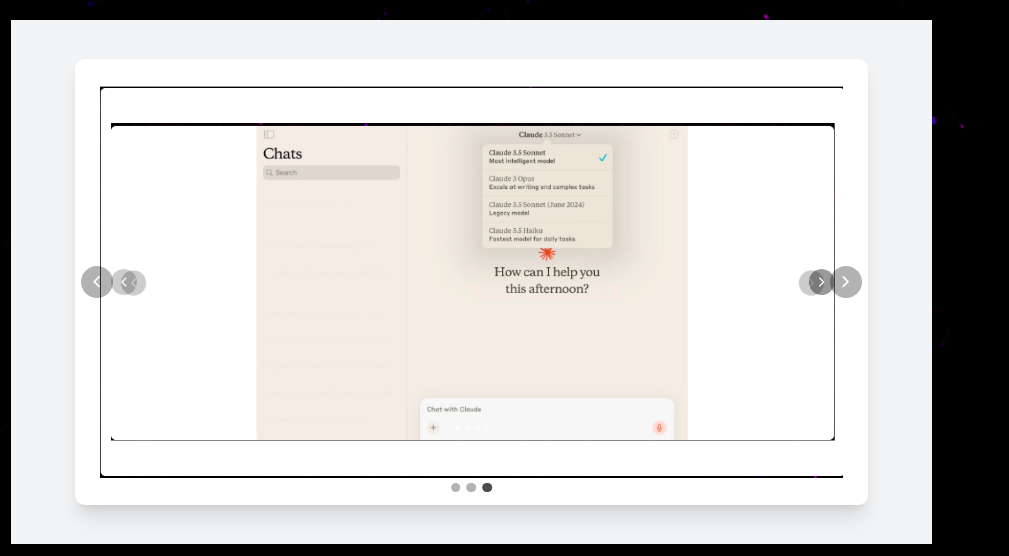 Claude 3.5 Sonnet
Chats
Search
Claude 3.5 Sonnet
Most intelligent model
Claude 3 Opus
Excels at writing and complex tasks
Claude 3.5 Sonnet (June 2024)
Legacy model
Claude 3.5 Haiku
Fastest model for daily tasks
How can I help you
this afternoon?
Chat with Claude